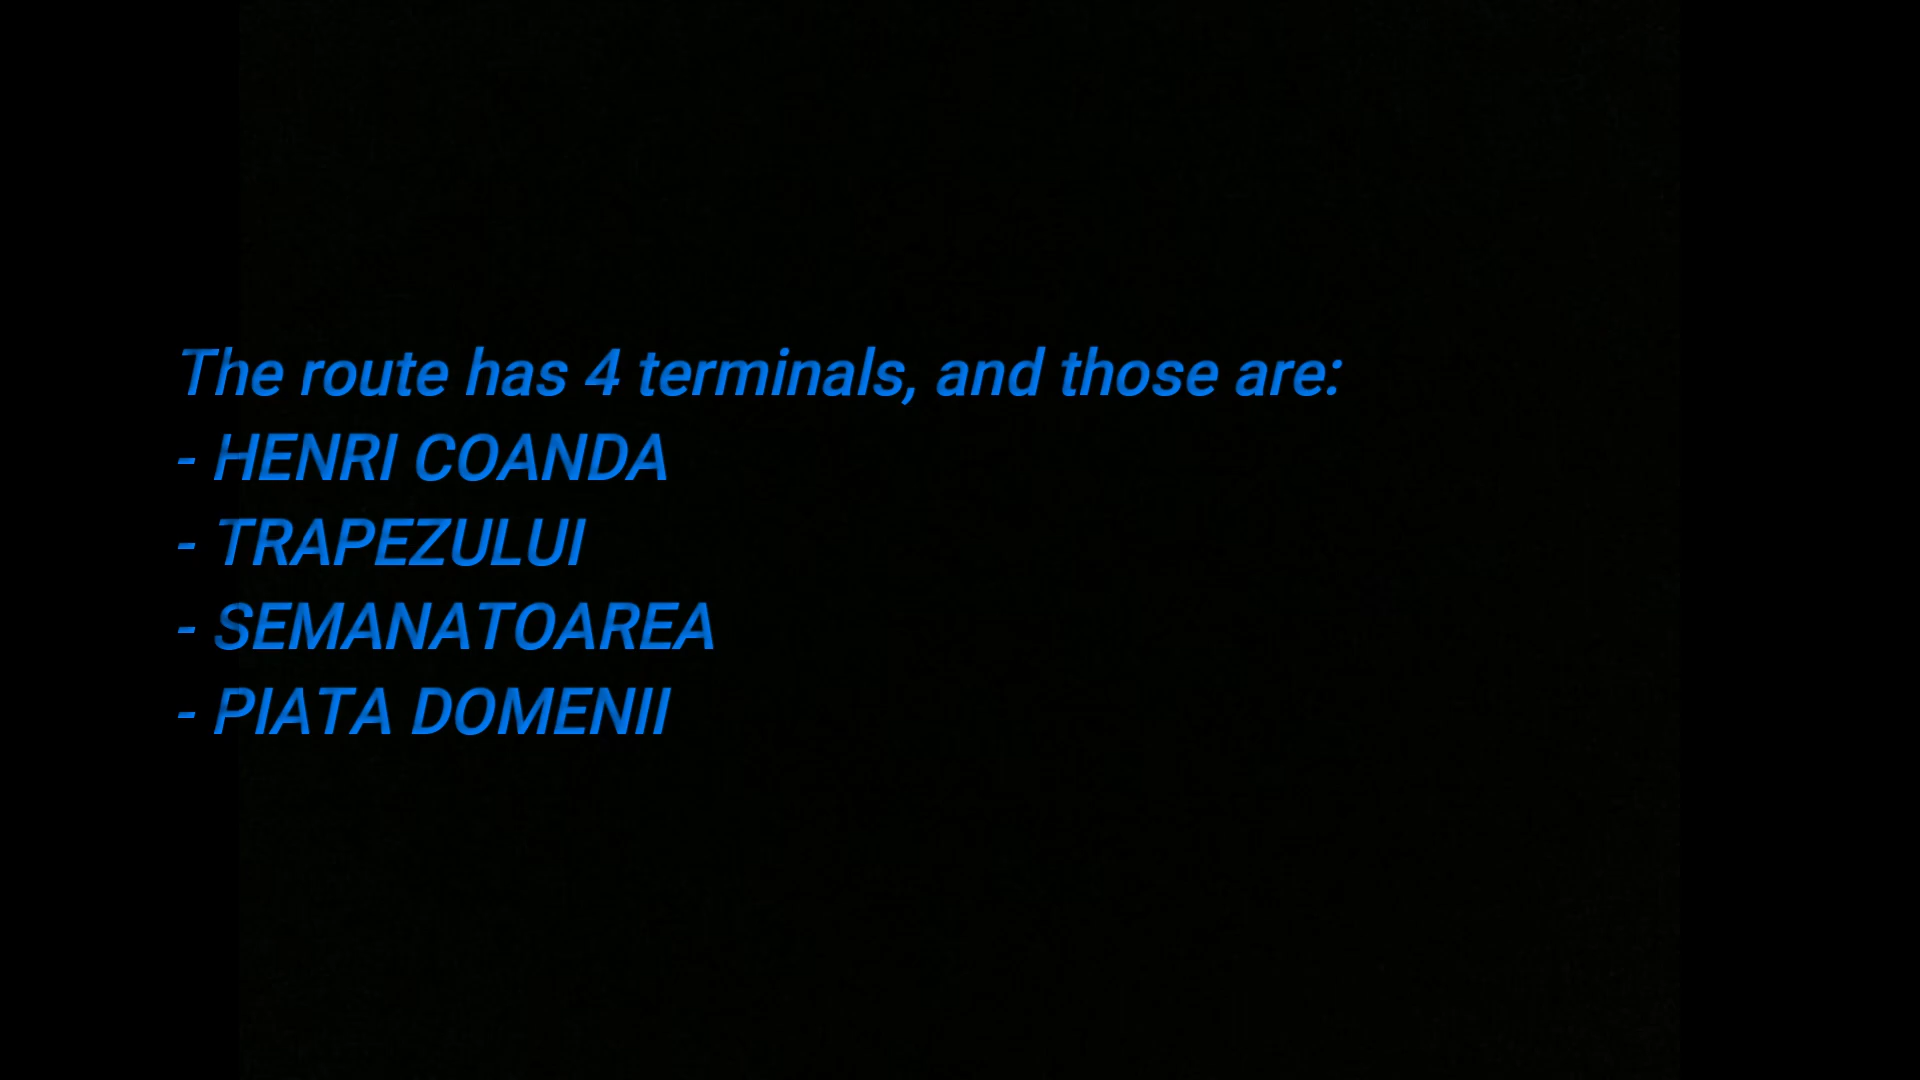 The route has 4 terminals, and those are:
- HENRI COANDA
- TRAPEZULUI
- SEMANATOAREA
- PIATA DOMENII